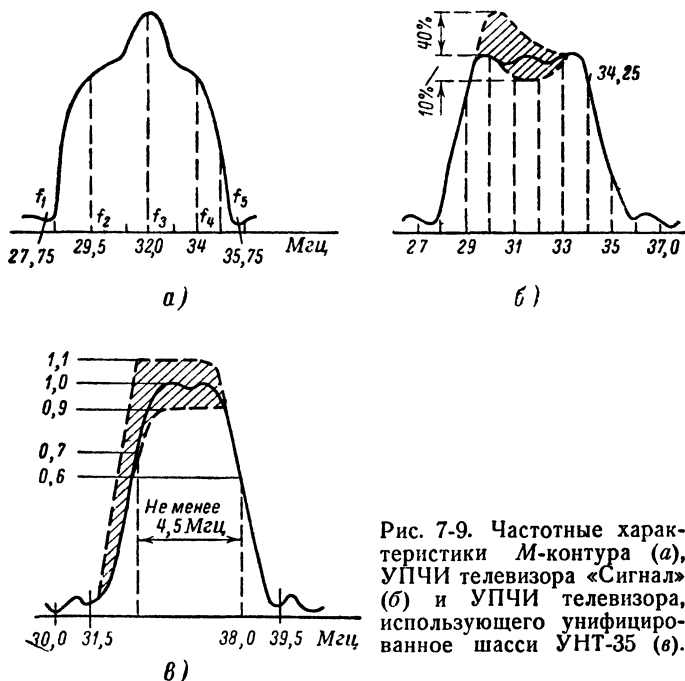 40%
10%
34,25
f₁
f₂
f₃
f₄
f₅
27,75
29,5
32,0
34
35,75
Мгц
27
29
31
33
35
37,0
а)
б)
1,1
1,0
0,9
0,7
0,6
Не менее
4,5 Мгц
30,0
31,5
38,0
39,5
Мгц
в)
Рис. 7-9. Частотные харак-
теристики М-контура (а),
УПЧИ телевизора «Сигнал»
(б) и УПЧИ телевизора,
использующего унифициро-
ванное шасси УНТ-35 (в).